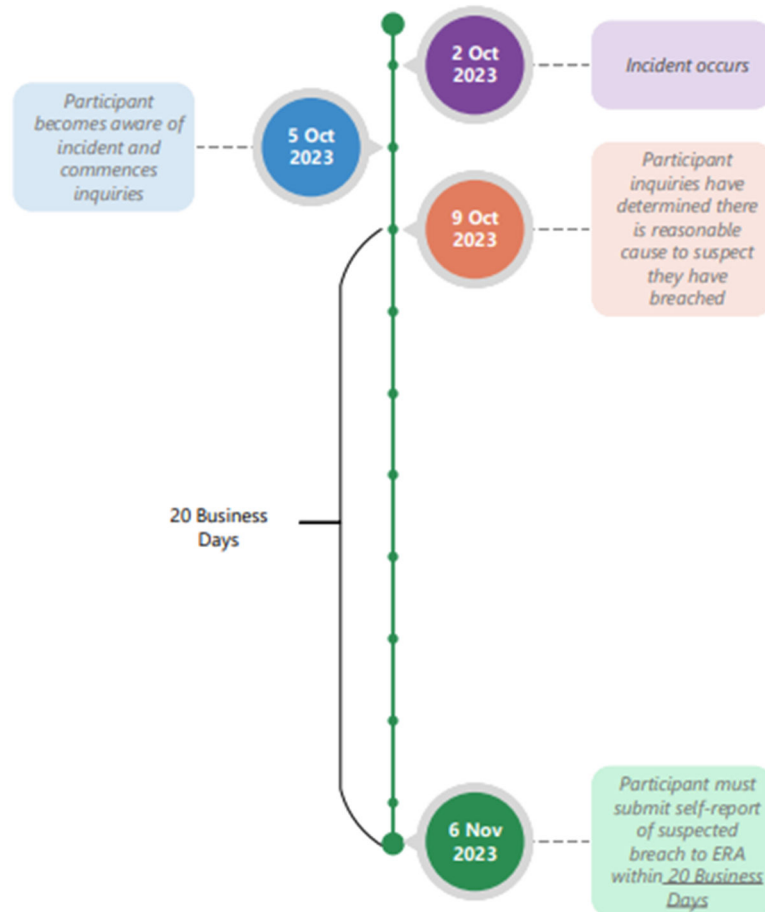 2 Oct
2023
Incident occurs
Participant
becomes aware of
incident and
commences
inquiries
5 Oct
2023
9 Oct
2023
Participant
inquiries have
determined there
is reasonable
cause to suspect
they have
breached
20 Business
Days
6 Nov
2023
Participant must
submit self-report
of suspected
breach to ERA
within 20 Business
Days